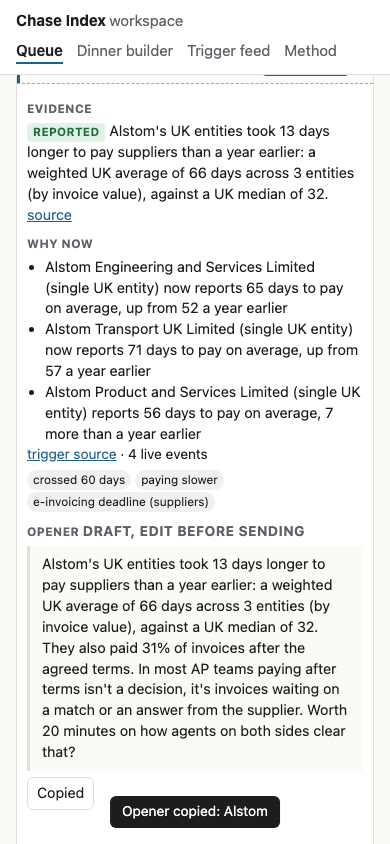 Chase Index workspace
Queue Dinner builder Trigger feed Method
EVIDENCE
REPORTED Alstom's UK entities took 13 days
longer to pay suppliers than a year earlier: a
weighted UK average of 66 days across 3 entities
(by invoice value), against a UK median of 32.
source
WHY NOW
• Alstom Engineering and Services Limited
(single UK entity) now reports 65 days to pay
on average, up from 52 a year earlier
• Alstom Transport UK Limited (single UK entity)
now reports 71 days to pay on average, up from
57 a year earlier
• Alstom Product and Services Limited (single UK
entity) reports 56 days to pay on average, 7
more than a year earlier
trigger source · 4 live events
crossed 60 days paying slower
e-invoicing deadline (suppliers)
OPENER DRAFT, EDIT BEFORE SENDING
Alstom's UK entities took 13 days longer to
pay suppliers than a year earlier: a weighted
UK average of 66 days across 3 entities (by
invoice value), against a UK median of 32.
They also paid 31% of invoices after the
agreed terms. In most AP teams paying after
terms isn't a decision, it's invoices waiting on
a match or an answer from the supplier. Worth
20 minutes on how agents on both sides clear
that?
Copied
Opener copied: Alstom